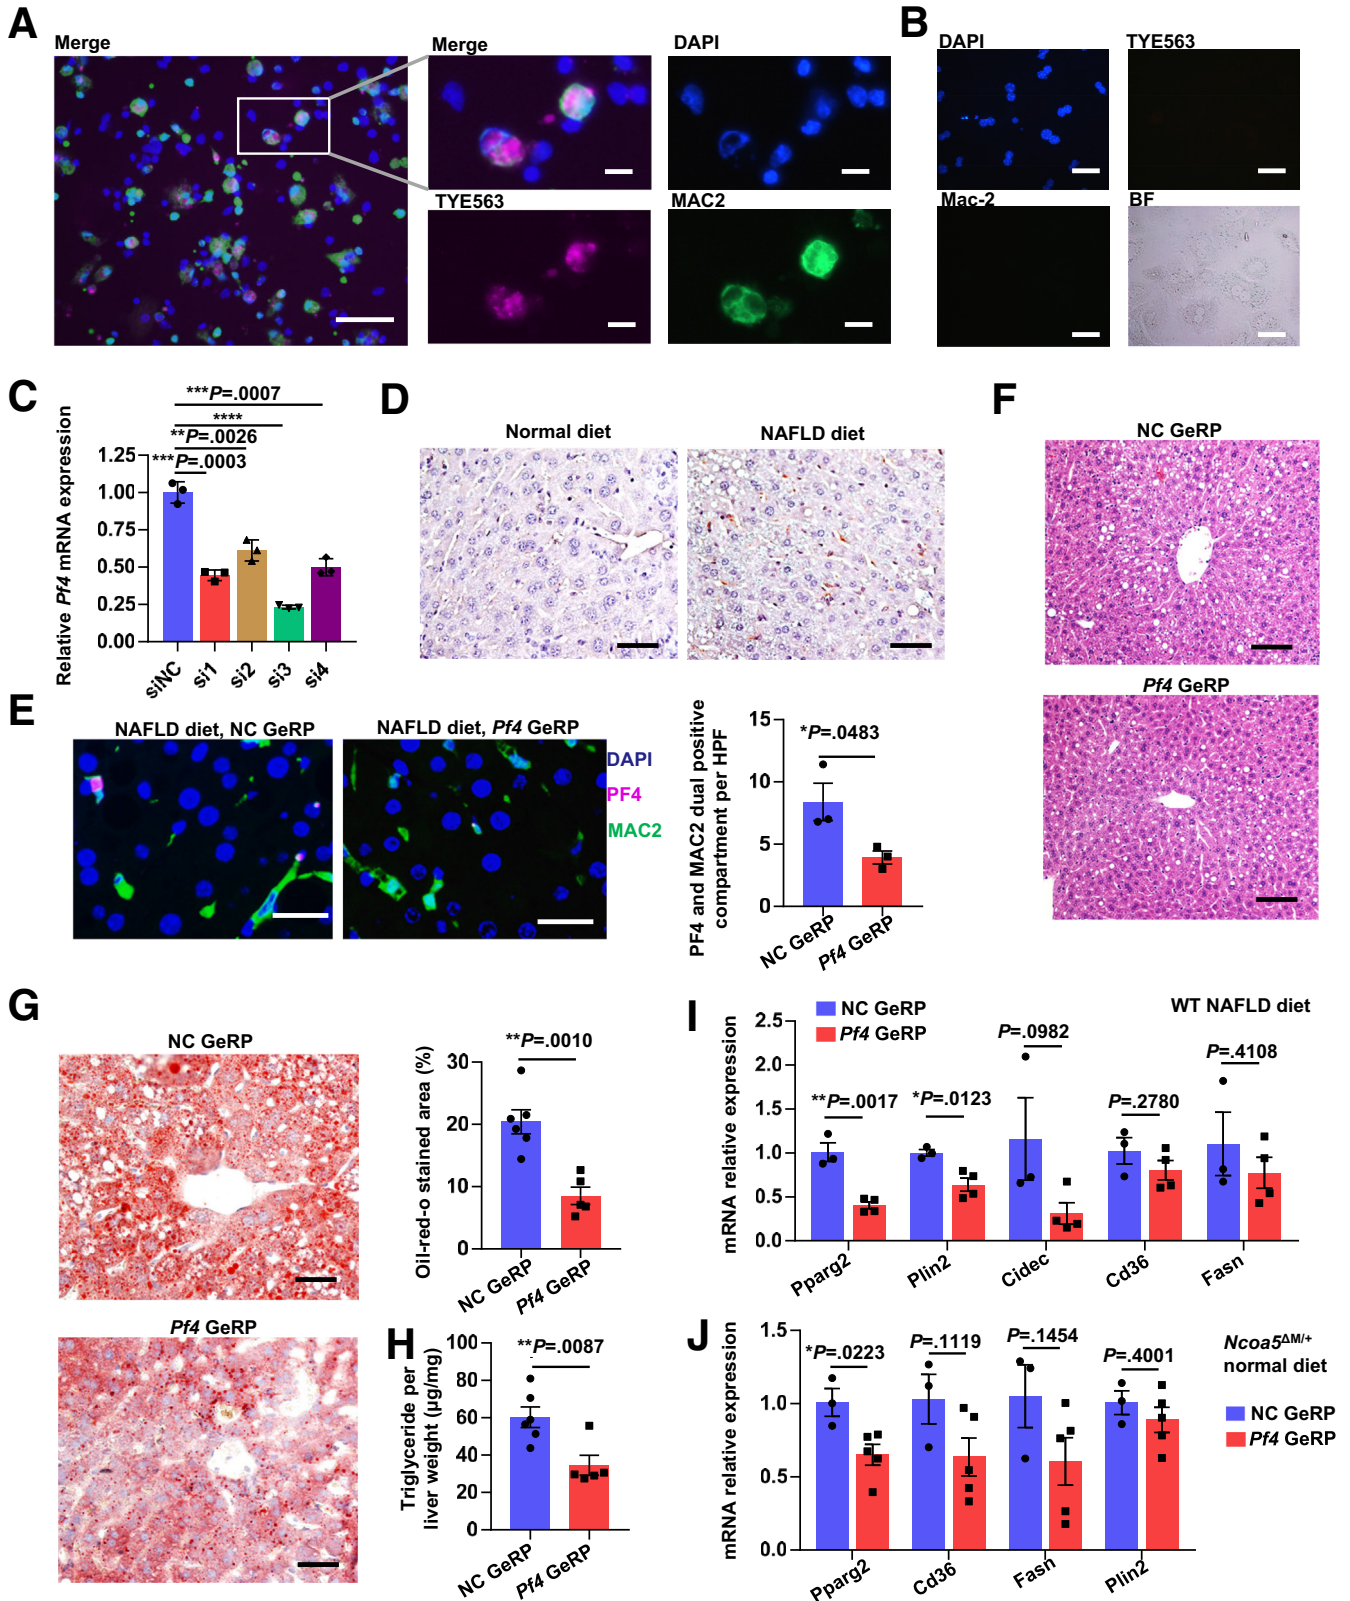 A
Merge
Merge
DAPI
TYE563
MAC2
B
DAPI
TYE563
Mac-2
BF
C
***P=.0007
****
**P=.0026
***P=.0003
Relative Pf4 mRNA expression
1.25
1.00
0.75
0.50
0.25
0.00
siNC
si1
si2
si3
si4
D
Normal diet
NAFLD diet
E
NAFLD diet, NC GeRP
NAFLD diet, Pf4 GeRP
DAPI
PF4
MAC2
PF4 and MAC2 dual positive
compartment per HPF
15
10
5
0
*P=.0483
NC GeRP
Pf4 GeRP
F
NC GeRP
Pf4 GeRP
G
NC GeRP
Pf4 GeRP
Oil-red-o stained area (%)
30
20
10
0
**P=.0010
NC GeRP
Pf4 GeRP
H
Triglyceride per
liver weight (µg/mg)
100
80
60
40
20
0
**P=.0087
NC GeRP
Pf4 GeRP
I
NC GeRP
Pf4 GeRP
WT NAFLD diet
mRNA relative expression
2.5
2.0
1.5
1.0
0.5
0.0
**P=.0017
*P=.0123
P=.0982
P=.2780
P=.4108
Pparg2
Plin2
Cidec
Cd36
Fasn
J
Ncoa5ΔM/+
normal diet
NC GeRP
Pf4 GeRP
mRNA relative expression
1.5
1.0
0.5
0.0
*P=.0223
P=.1119
P=.1454
P=.4001
Pparg2
Cd36
Fasn
Plin2